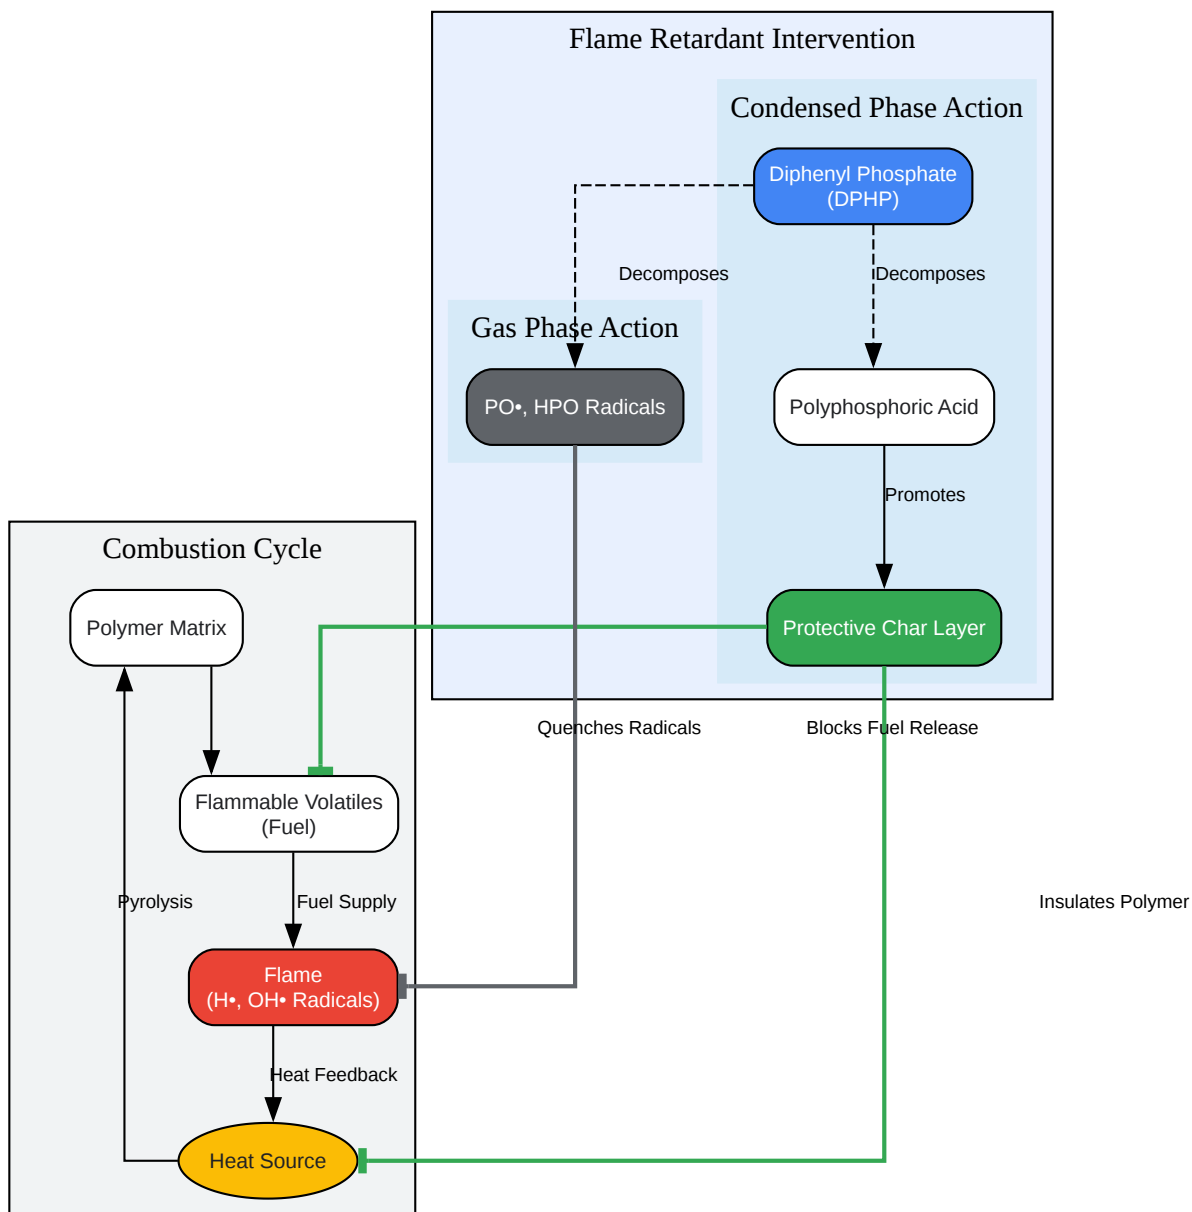 Flame Retardant Intervention
Condensed Phase Action
Diphenyl Phosphate
(DPHP)
Decomposes
Decomposes
Gas Phase Action
PO•, HPO Radicals
Polyphosphoric Acid
Promotes
Combustion Cycle
Polymer Matrix
Protective Char Layer
Quenches Radicals
Blocks Fuel Release
Flammable Volatiles
(Fuel)
Pyrolysis
Fuel Supply
Insulates Polymer
Flame
(H•, OH• Radicals)
Heat Feedback
Heat Source